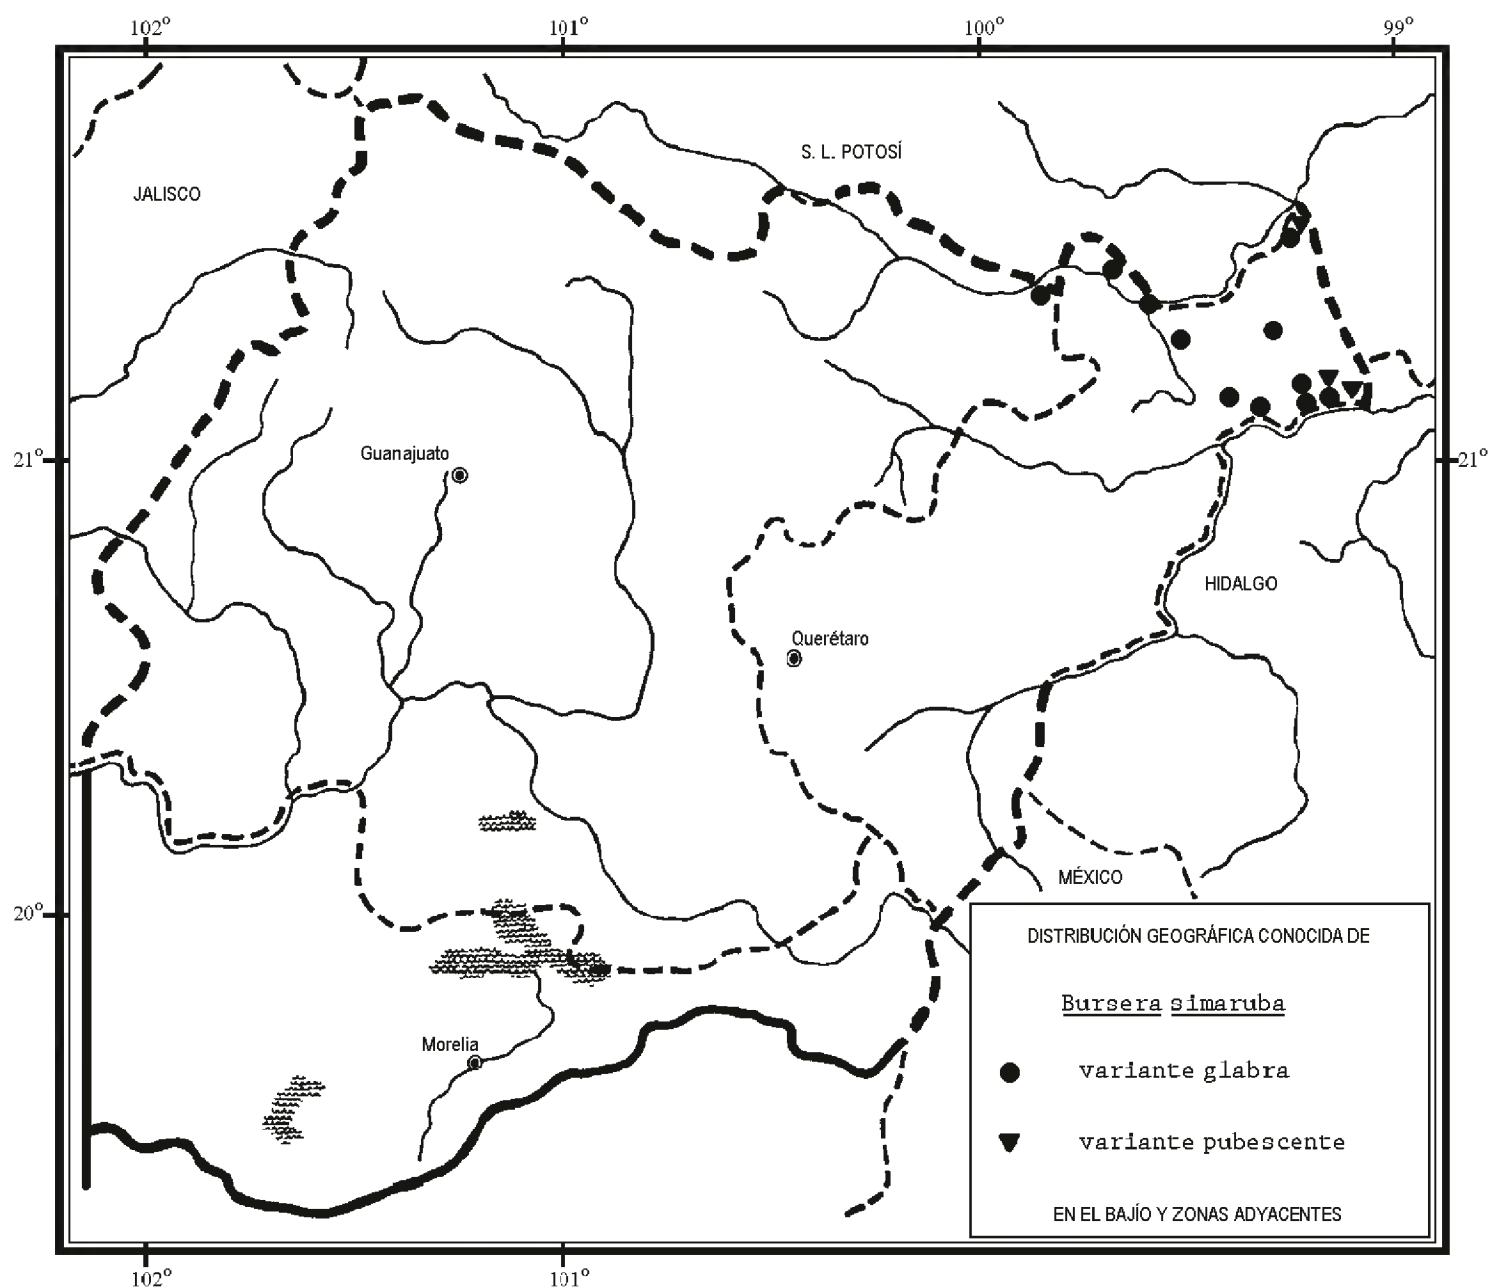 102° 101° 100° 99°
S. L. POTOSÍ
JALISCO
Guanajuato
21° 21°
HIDALGO
Querétaro
MÉXICO
20°
DISTRIBUCIÓN GEOGRÁFICA CONOCIDA DE
Bursera simaruba
Morelia
variante glabra
variante pubescente
EN EL BAJÍO Y ZONAS ADYACENTES
102° 101°